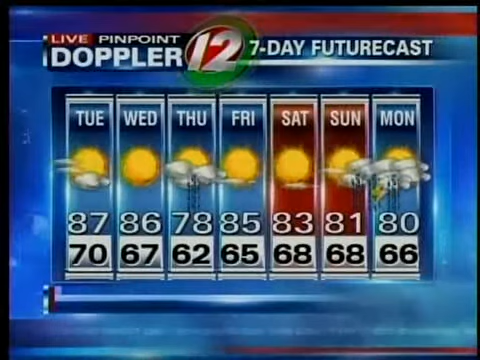 LIVE PINPOINT
DOPPLER 12 7-DAY FUTURECAST
TUE WED THU FRI SAT SUN MON
87 86 78 85 83 81 80
70 67 62 65 68 68 66